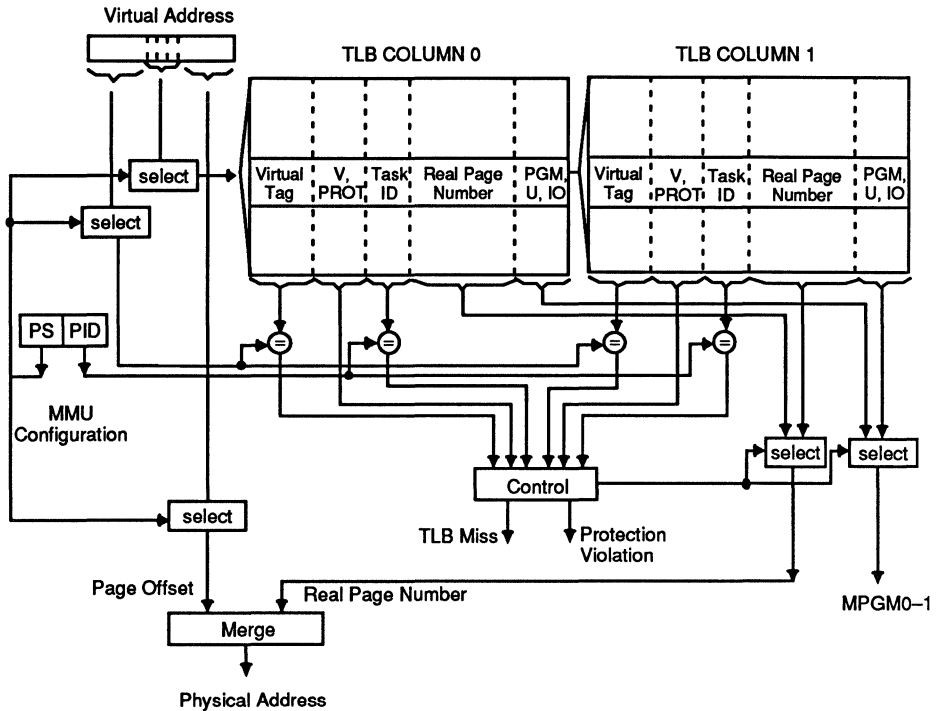 Virtual Address
TLB COLUMN 0
TLB COLUMN 1
Virtual Tag
V, PROT
Task ID
Real Page Number
PGM, U, IO
Virtual Tag
V, PROT
Task ID
Real Page Number
PGM, U, IO
select
select
=
=
=
=
PS
PID
MMU
Configuration
select
select
Control
select
TLB Miss
Protection
Violation
Page Offset
Real Page Number
MPGM0–1
Merge
Physical Address